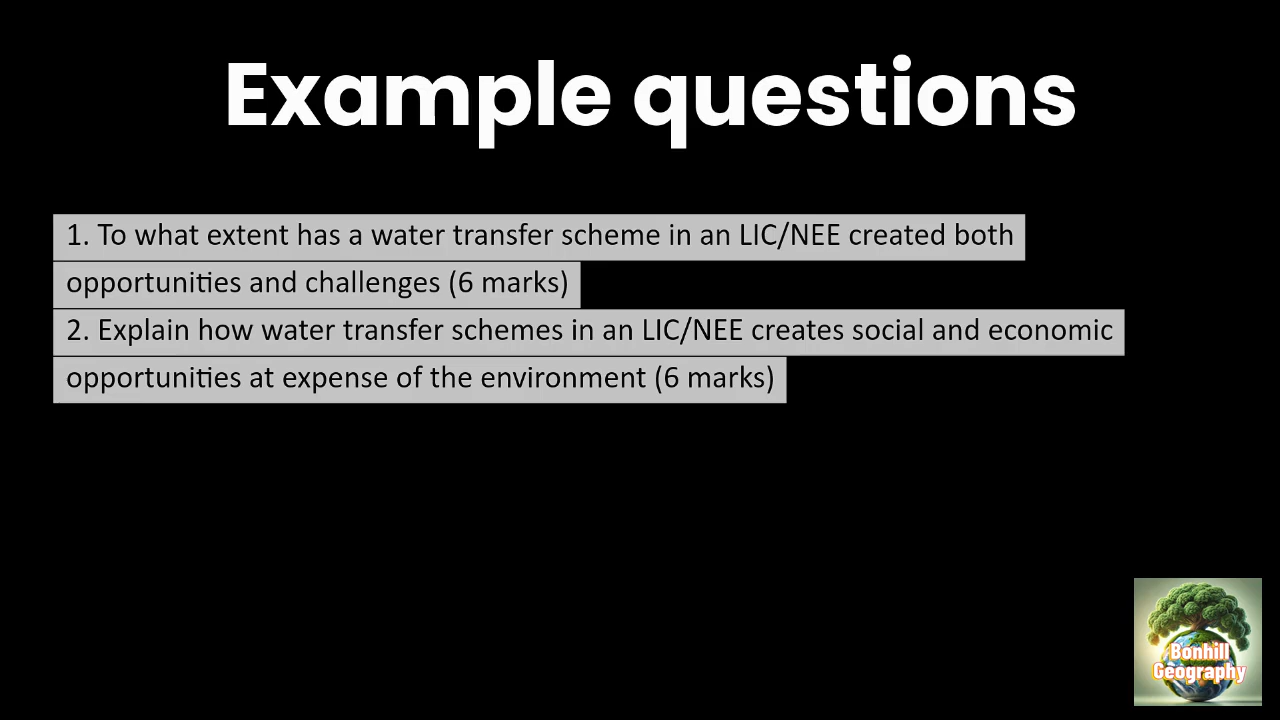 Example questions
1. To what extent has a water transfer scheme in an LIC/NEE created both
opportunities and challenges (6 marks)
2. Explain how water transfer schemes in an LIC/NEE creates social and economic
opportunities at expense of the environment (6 marks)
Bonhill
Geography